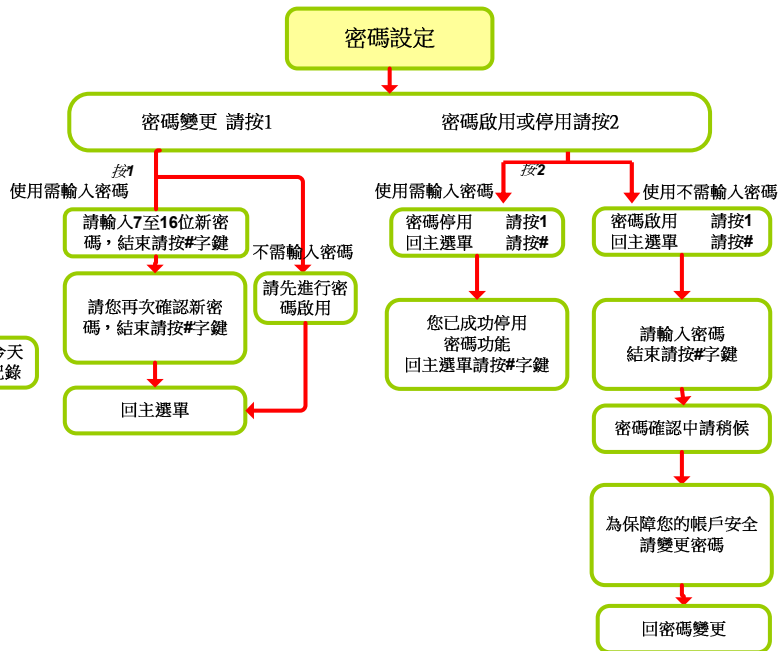 密碼設定
密碼變更 請按1
密碼啟用或停用請按2
按1
使用需輸入密碼
請輸入7至16位新密
碼，結束請按#字鍵
請您再次確認新密
碼，結束請按#字鍵
回主選單
不需輸入密碼
請先進行密
碼啟用
按2
使用需輸入密碼
密碼停用 請按1
回主選單 請按#
您已成功停用
密碼功能
回主選單請按#字鍵
使用不需輸入密碼
密碼啟用 請按1
回主選單 請按#
請輸入密碼
結束請按#字鍵
密碼確認中請稍候
為保障您的帳戶安全
請變更密碼
回密碼變更
今天